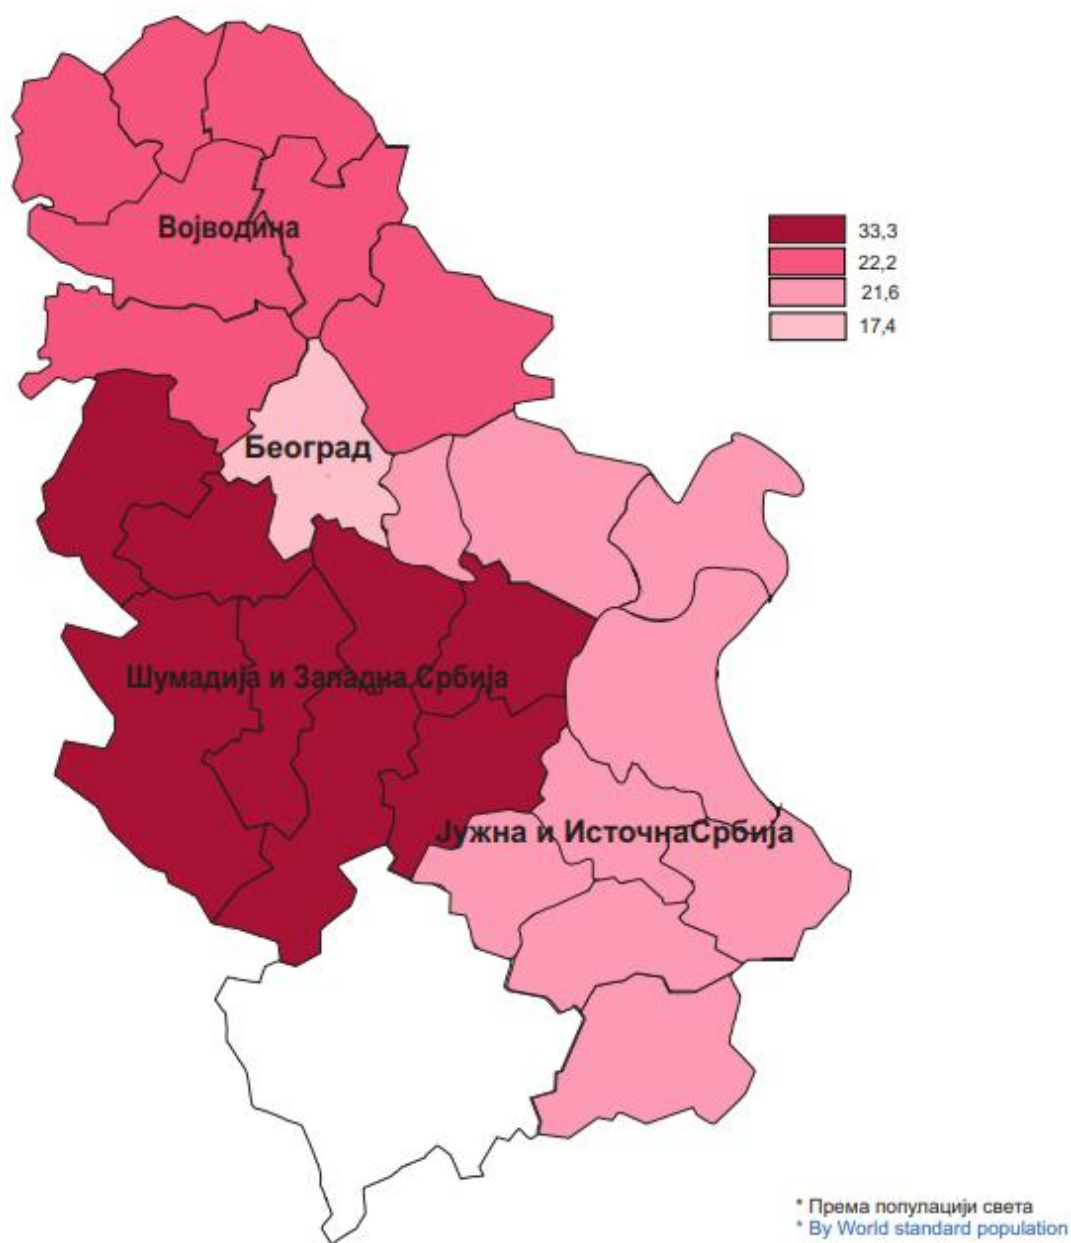 Војводина
33,3
22,2
21,6
17,4
Београд
Шумадија и Западна Србија
Јужна и ИсточнаСрбија
* Према популацији света
* By World standard population